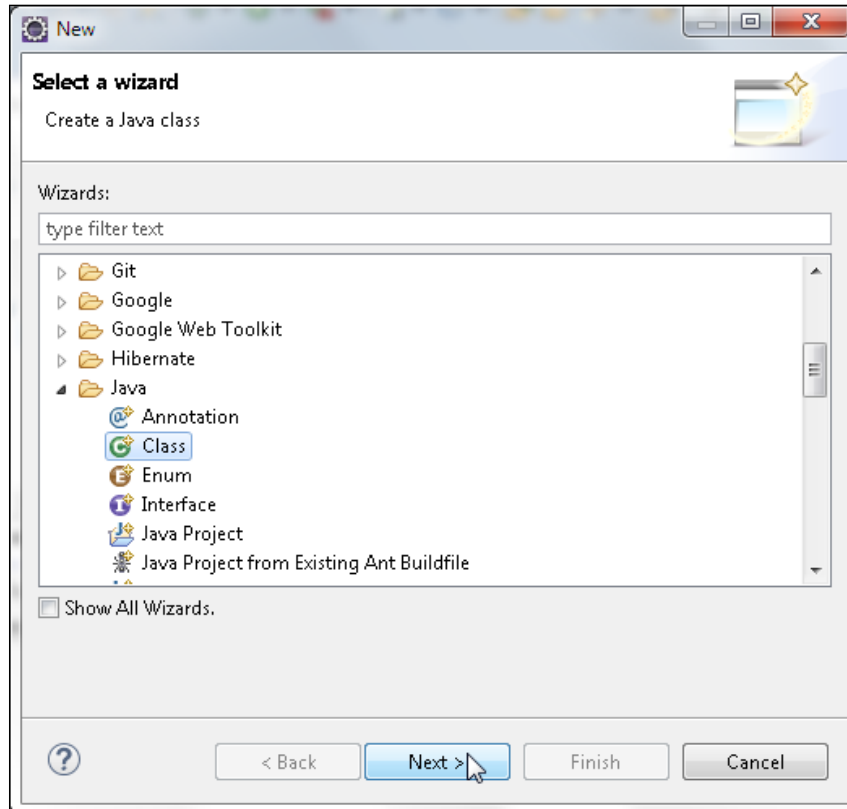 New
Select a wizard
Create a Java class
Wizards:
type filter text
Git
Google
Google Web Toolkit
Hibernate
Java
Annotation
Class
Enum
Interface
Java Project
Java Project from Existing Ant Buildfile
Show All Wizards.
< Back Next > Finish Cancel